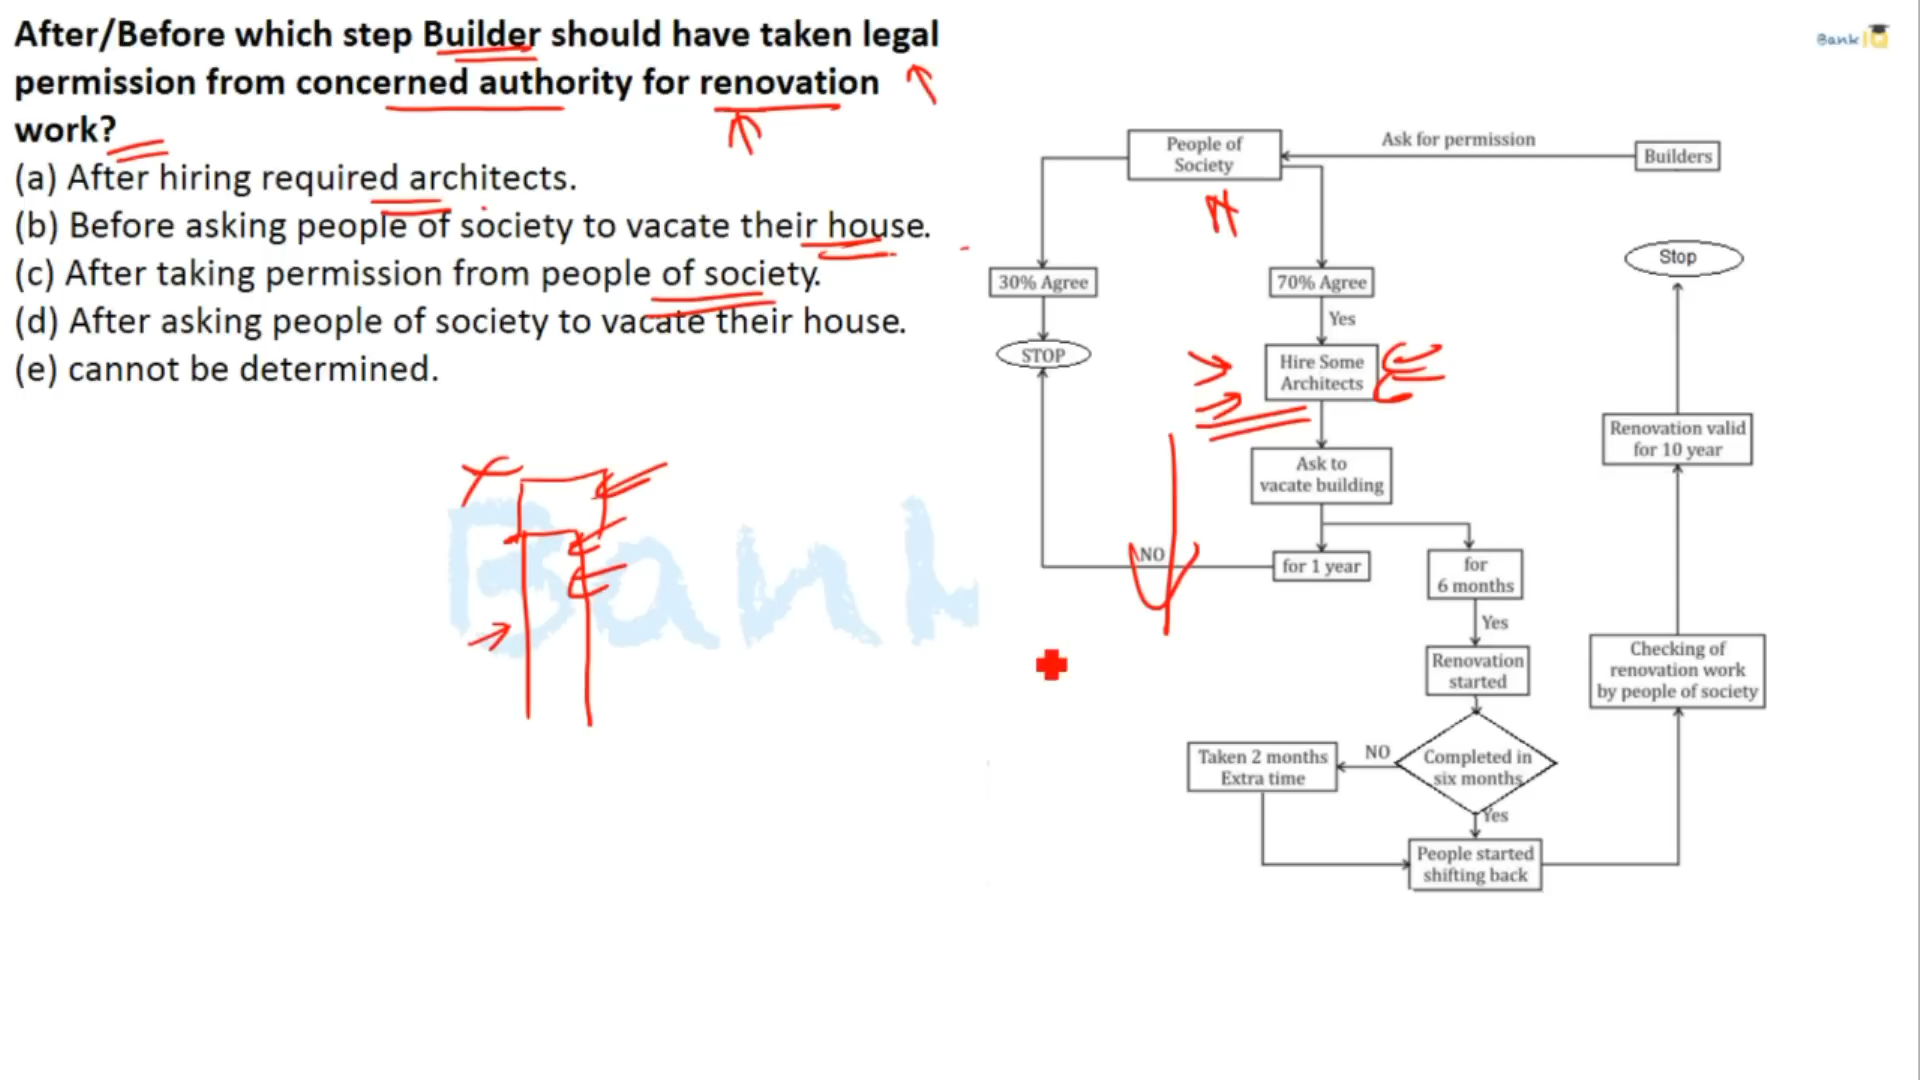 After/Before which step Builder should have taken legal
permission from concerned authority for renovation
work?
(a) After hiring required architects.
(b) Before asking people of society to vacate their house.
(c) After taking permission from people of society.
(d) After asking people of society to vacate their house.
(e) cannot be determined.
Bank IQ
People of
Society
Ask for permission
Builders
30% Agree
70% Agree
Stop
Yes
STOP
Hire Some
Architects
Renovation valid
for 10 year
Ask to
vacate building
NO
for 1 year
for
6 months
Yes
Renovation
started
Checking of
renovation work
by people of society
Taken 2 months
Extra time
NO
Completed in
six months
Yes
People started
shifting back
Bank